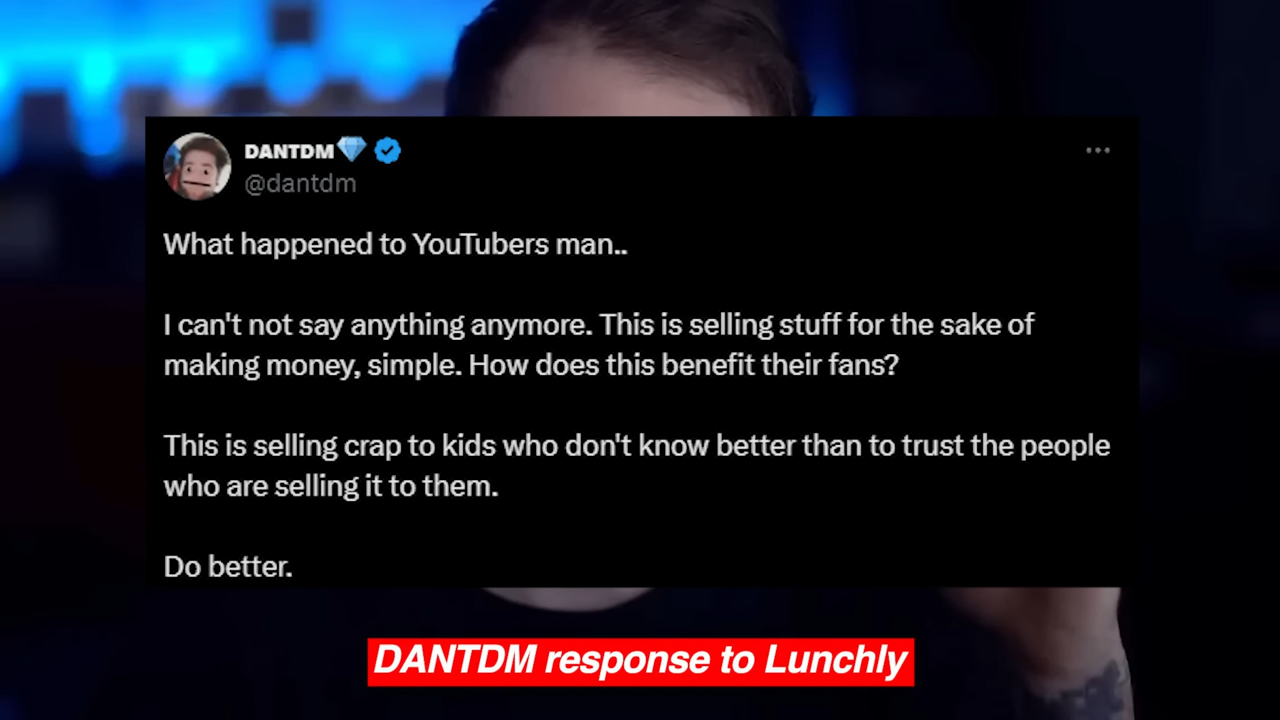 DANTDM💎
@dantdm
What happened to YouTubers man..
I can't not say anything anymore. This is selling stuff for the sake of
making money, simple. How does this benefit their fans?
This is selling crap to kids who don't know better than to trust the people
who are selling it to them.
Do better.
DANTDM response to Lunchly